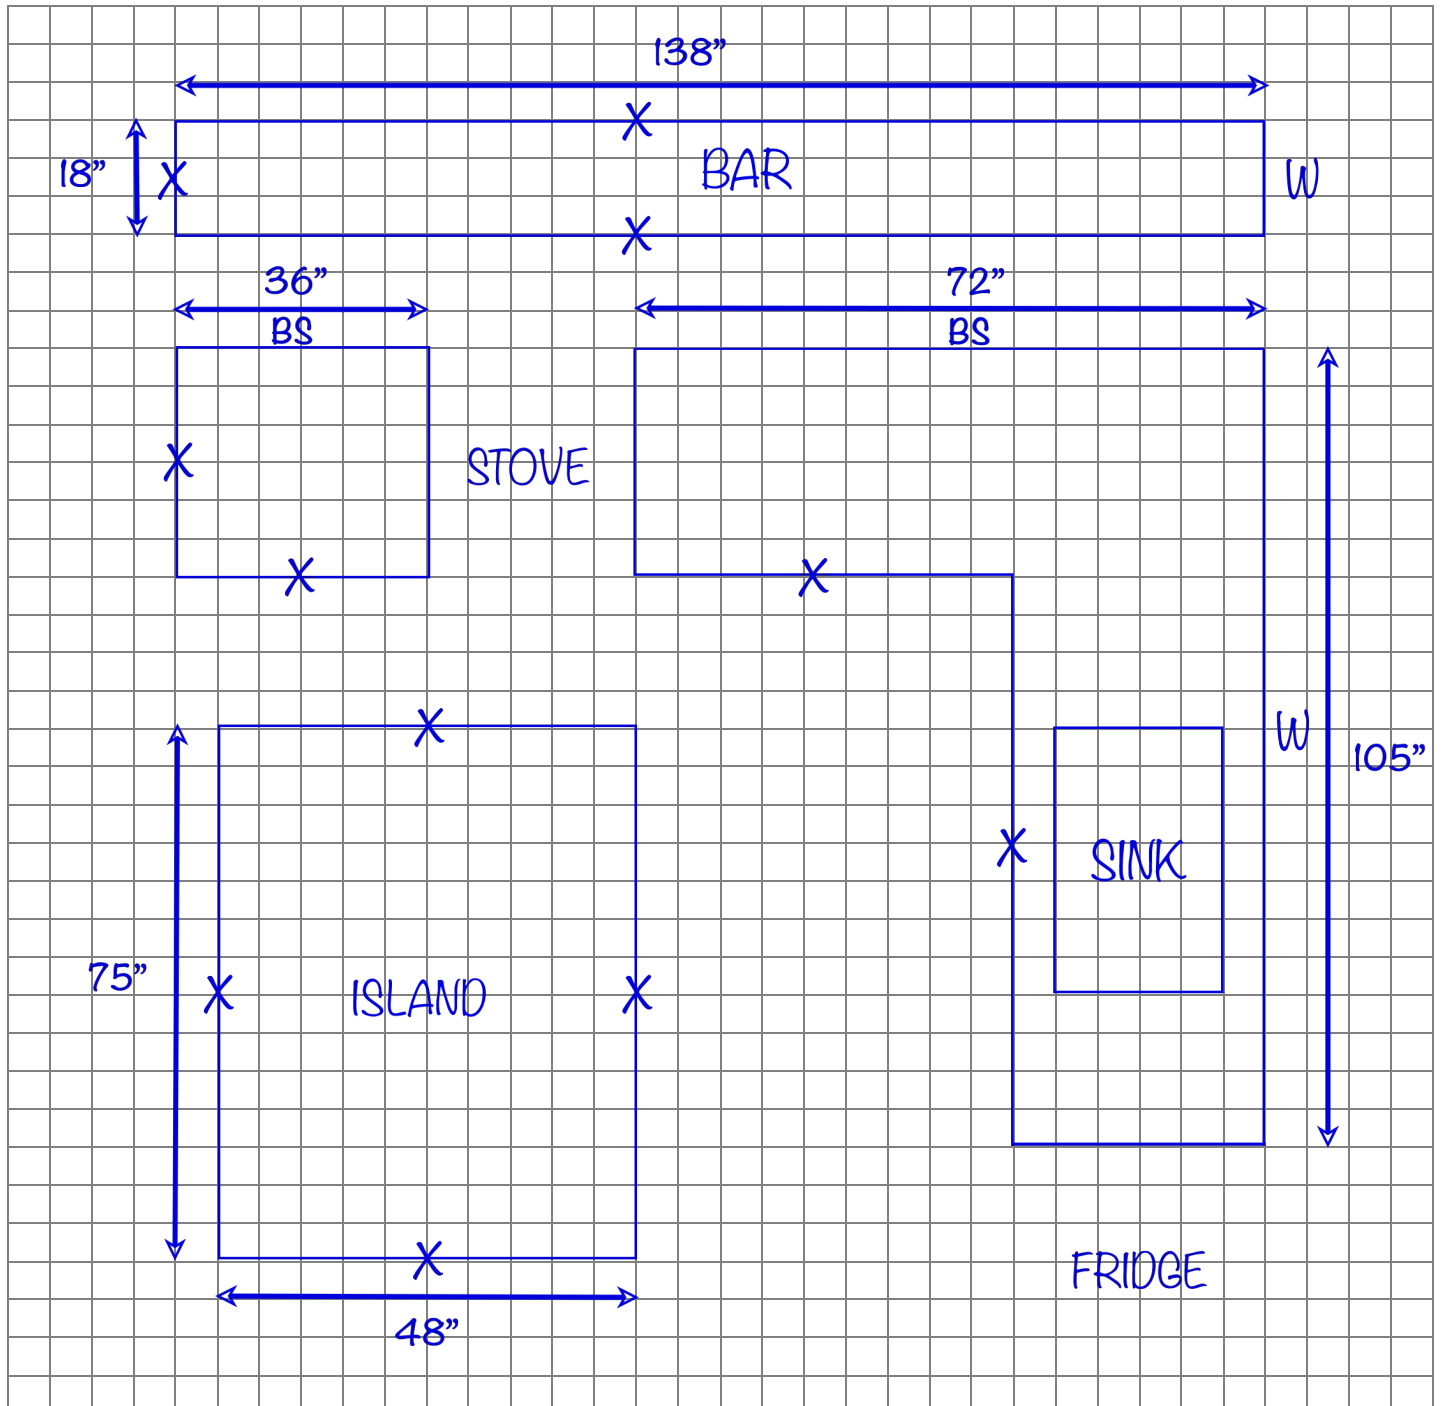 138”
X
18”
X
BAR
W
X
36”
72”
BS
BS
X
STOVE
X
X
X
W
105”
X
SINK
75”
X
ISLAND
X
X
FRIDGE
48”